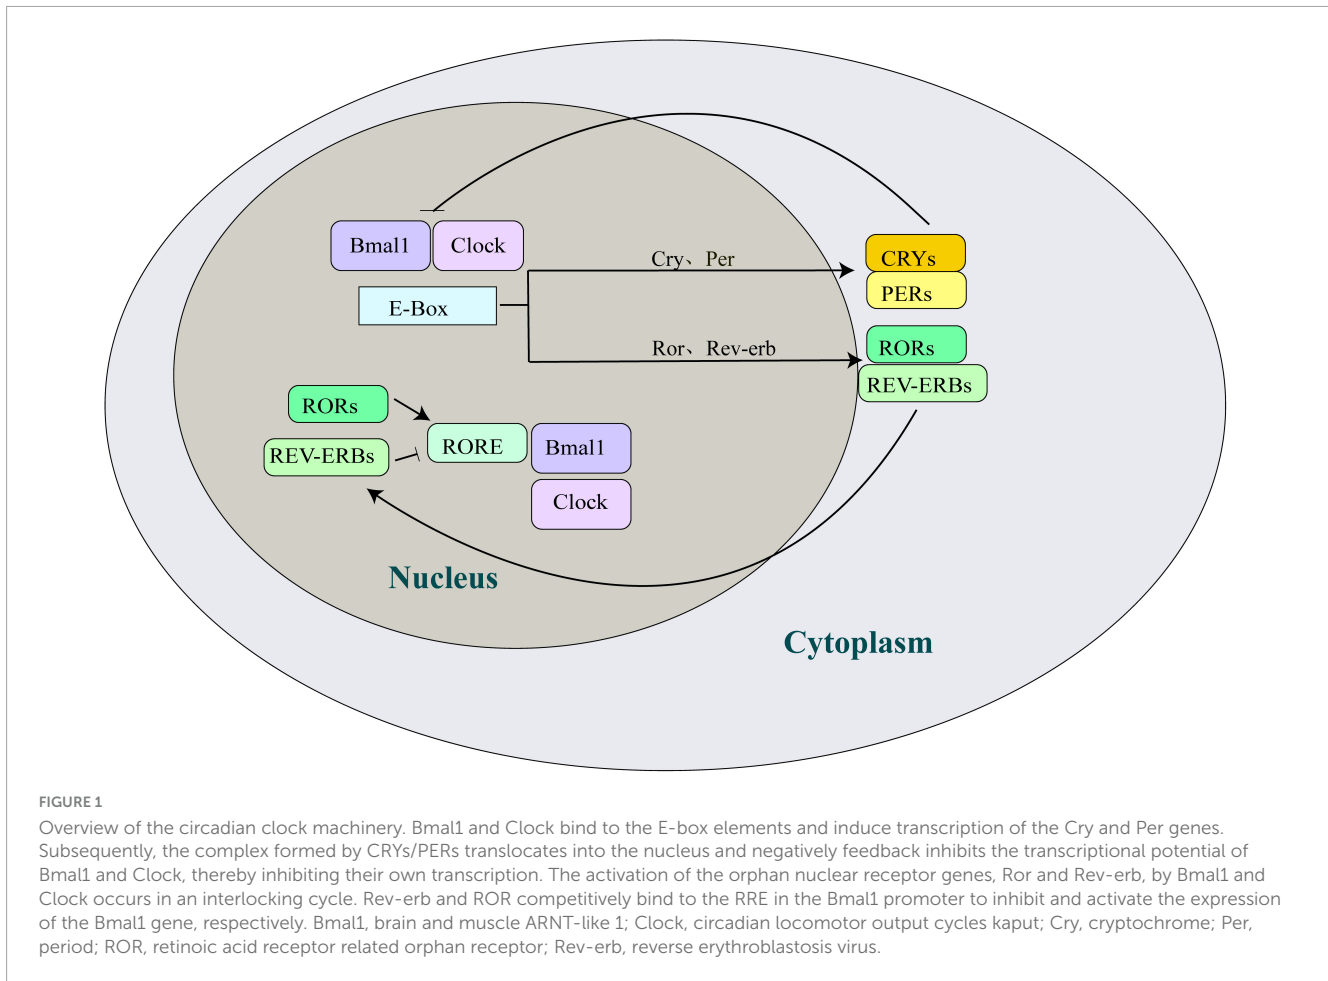 Bmal1 Clock
E-Box
Cry、Per
Ror、Rev-erb
CRYs
PERs
RORs
REV-ERBs
RORs
REV-ERBs
RORE
Bmal1
Clock
Nucleus
Cytoplasm
FIGURE 1
Overview of the circadian clock machinery. Bmal1 and Clock bind to the E-box elements and induce transcription of the Cry and Per genes.
Subsequently, the complex formed by CRYs/PERs translocates into the nucleus and negatively feedback inhibits the transcriptional potential of
Bmal1 and Clock, thereby inhibiting their own transcription. The activation of the orphan nuclear receptor genes, Ror and Rev-erb, by Bmal1 and
Clock occurs in an interlocking cycle. Rev-erb and ROR competitively bind to the RRE in the Bmal1 promoter to inhibit and activate the expression
of the Bmal1 gene, respectively. Bmal1, brain and muscle ARNT-like 1; Clock, circadian locomotor output cycles kaput; Cry, cryptochrome; Per,
period; ROR, retinoic acid receptor related orphan receptor; Rev-erb, reverse erythroblastosis virus.